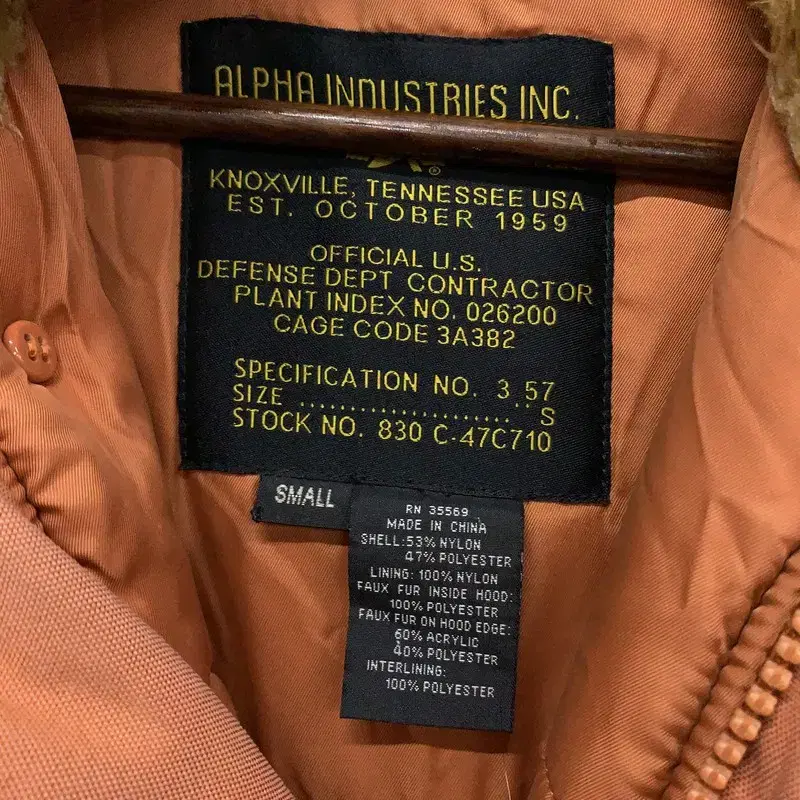 ALPHA INDUSTRIES INC.
®
KNOXVILLE, TENNESSEE USA
EST. OCTOBER 1959
OFFICIAL U.S.
DEFENSE DEPT CONTRACTOR
PLANT INDEX NO. 026200
CAGE CODE 3A382
SPECIFICATION NO. 3 57
SIZE ........................ S
STOCK NO. 830 C-47C710
SMALL
RN 35569
MADE IN CHINA
SHELL:53% NYLON
47% POLYESTER
LINING: 100% NYLON
FAUX FUR INSIDE HOOD:
100% POLYESTER
FAUX FUR ON HOOD EDGE:
60% ACRYLIC
40% POLYESTER
INTERLINING:
100% POLYESTER